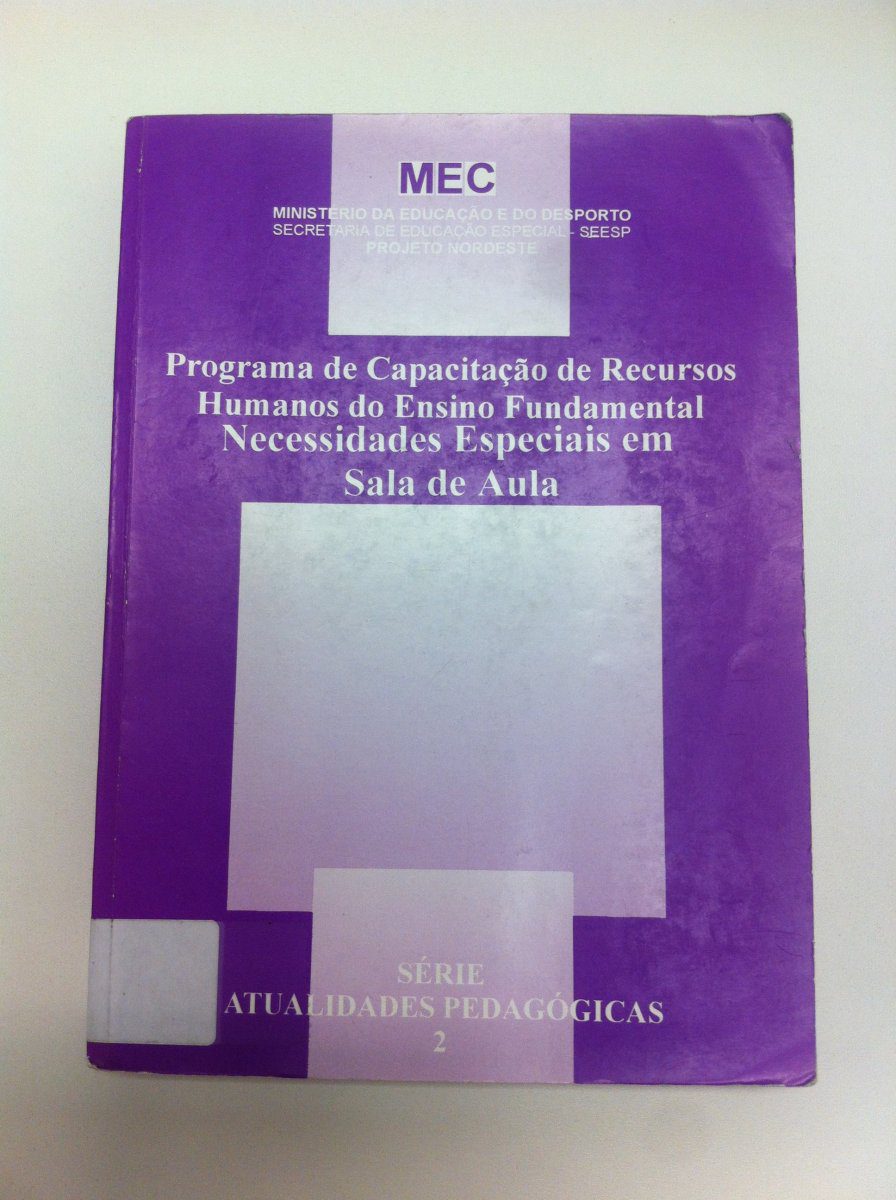 MEC
MINISTÉRIO DA EDUCAÇÃO E DO DESPORTO
SECRETARIA DE EDUCAÇÃO ESPECIAL - SEESP
PROJETO NORDESTE
Programa de Capacitação de Recursos
Humanos do Ensino Fundamental
Necessidades Especiais em
Sala de Aula
SÉRIE
ATUALIDADES PEDAGÓGICAS
2